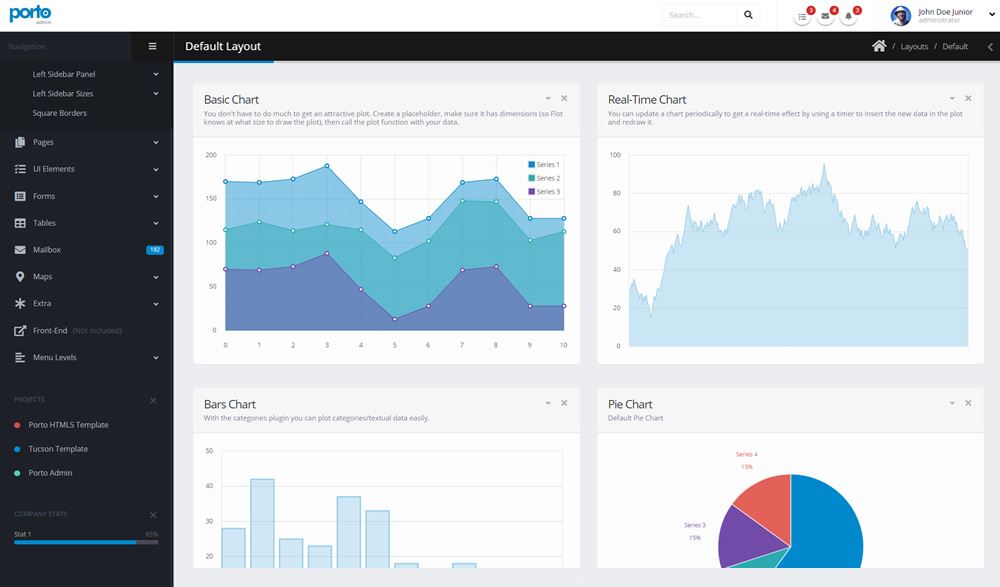 porto
admin
Search...
3
4
3
John Doe Junior
administrator
Navigation
Default Layout
/ Layouts / Default
Left Sidebar Panel
Left Sidebar Sizes
Square Borders
Pages
UI Elements
Forms
Tables
Mailbox
182
Maps
Extra
Front-End (Not Included)
Menu Levels
PROJECTS
Porto HTML5 Template
Tucson Template
Porto Admin
COMPANY STATS
Stat 1
85%
Basic Chart
You don't have to do much to get an attractive plot. Create a placeholder, make sure it has dimensions (so Flot
knows at what size to draw the plot), then call the plot function with your data.
200
150
100
50
0
0 1 2 3 4 5 6 7 8 9 10
Series 1
Series 2
Series 3
Real-Time Chart
You can update a chart periodically to get a real-time effect by using a timer to insert the new data in the plot
and redraw it.
100
80
60
40
20
0
Bars Chart
With the categories plugin you can plot categories/textual data easily.
50
40
30
20
Pie Chart
Default Pie Chart
Series 4
15%
Series 3
15%